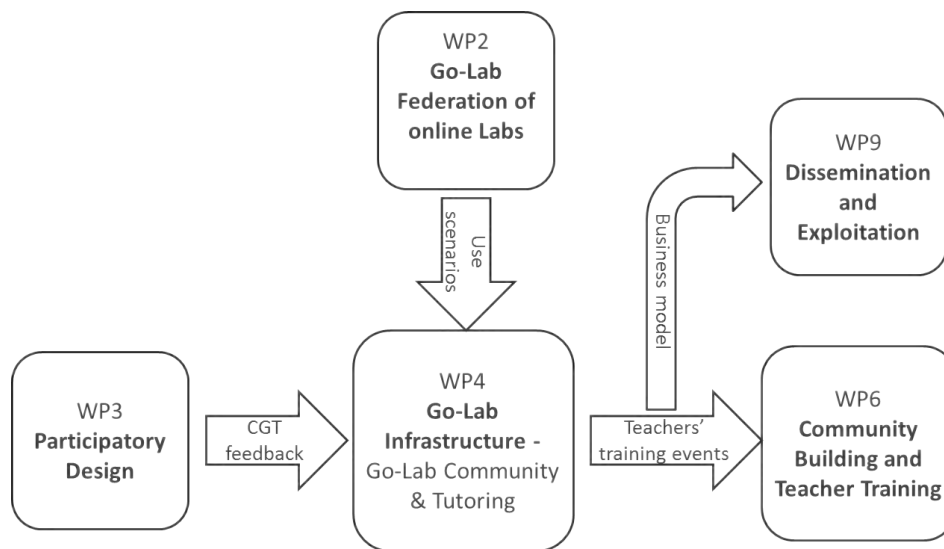 WP2
Go-Lab
Federation of
online Labs
WP9
Dissemination
and
Exploitation
Use
scenarios
Business model
WP3
Participatory
Design
CGT
feedback
WP4
Go-Lab
Infrastructure -
Go-Lab Community
& Tutoring
Teachers'
training events
WP6
Community
Building and
Teacher Training